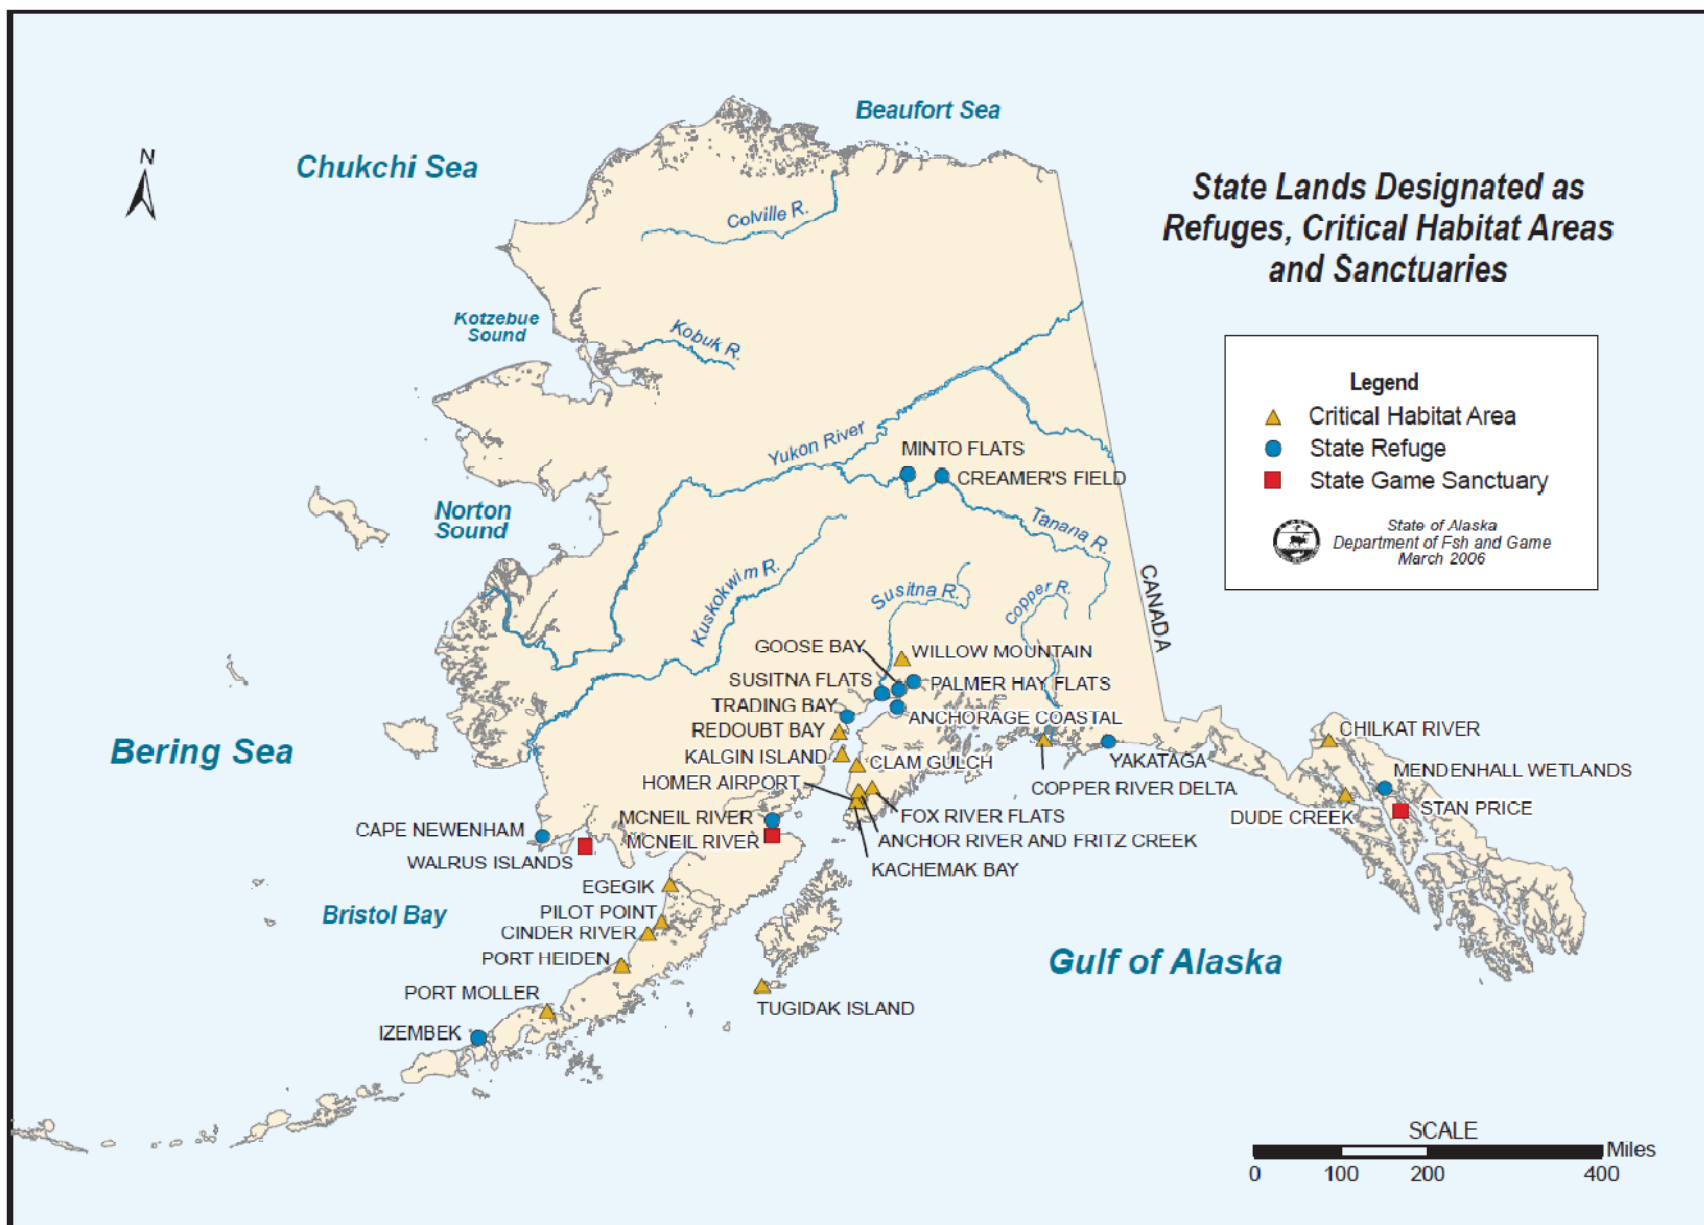 Beaufort Sea
Chukchi Sea
N
State Lands Designated as
Refuges, Critical Habitat Areas
and Sanctuaries
Colville R.
Kotzebue
Sound
Kobuk R.
Legend
Critical Habitat Area
State Refuge
State Game Sanctuary
State of Alaska
Department of Fsh and Game
March 2006
Yukon River
MINTO FLATS
CREAMER'S FIELD
Norton
Sound
Tanana R.
Kuskokwim R.
Susitna R.
Copper R.
CANADA
GOOSE BAY
WILLOW MOUNTAIN
SUSITNA FLATS
PALMER HAY FLATS
TRADING BAY
ANCHORAGE COASTAL
REDOUBT BAY
CHILKAT RIVER
Bering Sea
KALGIN ISLAND
CLAM GULCH
YAKATAGA
MENDENHALL WETLANDS
HOMER AIRPORT
COPPER RIVER DELTA
STAN PRICE
MCNEIL RIVER
FOX RIVER FLATS
DUDE CREEK
CAPE NEWENHAM
MCNEIL RIVER
ANCHOR RIVER AND FRITZ CREEK
WALRUS ISLANDS
KACHEMAK BAY
EGEGIK
Bristol Bay
PILOT POINT
CINDER RIVER
PORT HEIDEN
Gulf of Alaska
PORT MOLLER
TUGIDAK ISLAND
IZEMBEK
SCALE
Miles
0 100 200 400